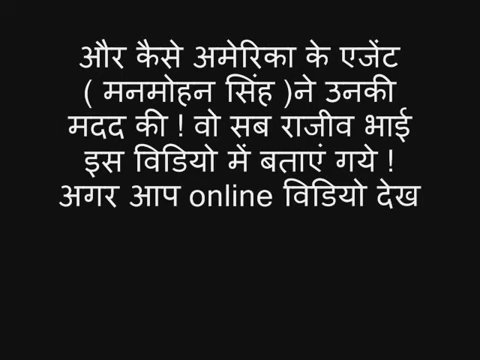 और कैसे अमेरिका के एजेंट
( मनमोहन सिंह )ने उनकी
मदद की ! वो सब राजीव भाई
इस विडियो में बताएं गये !
अगर आप online विडियो देख